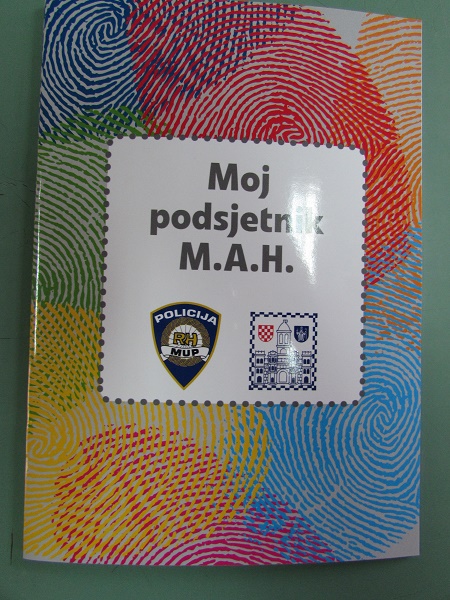 Moj
podsjetnik
M.A.H.
POLICIJA
RH
MUP